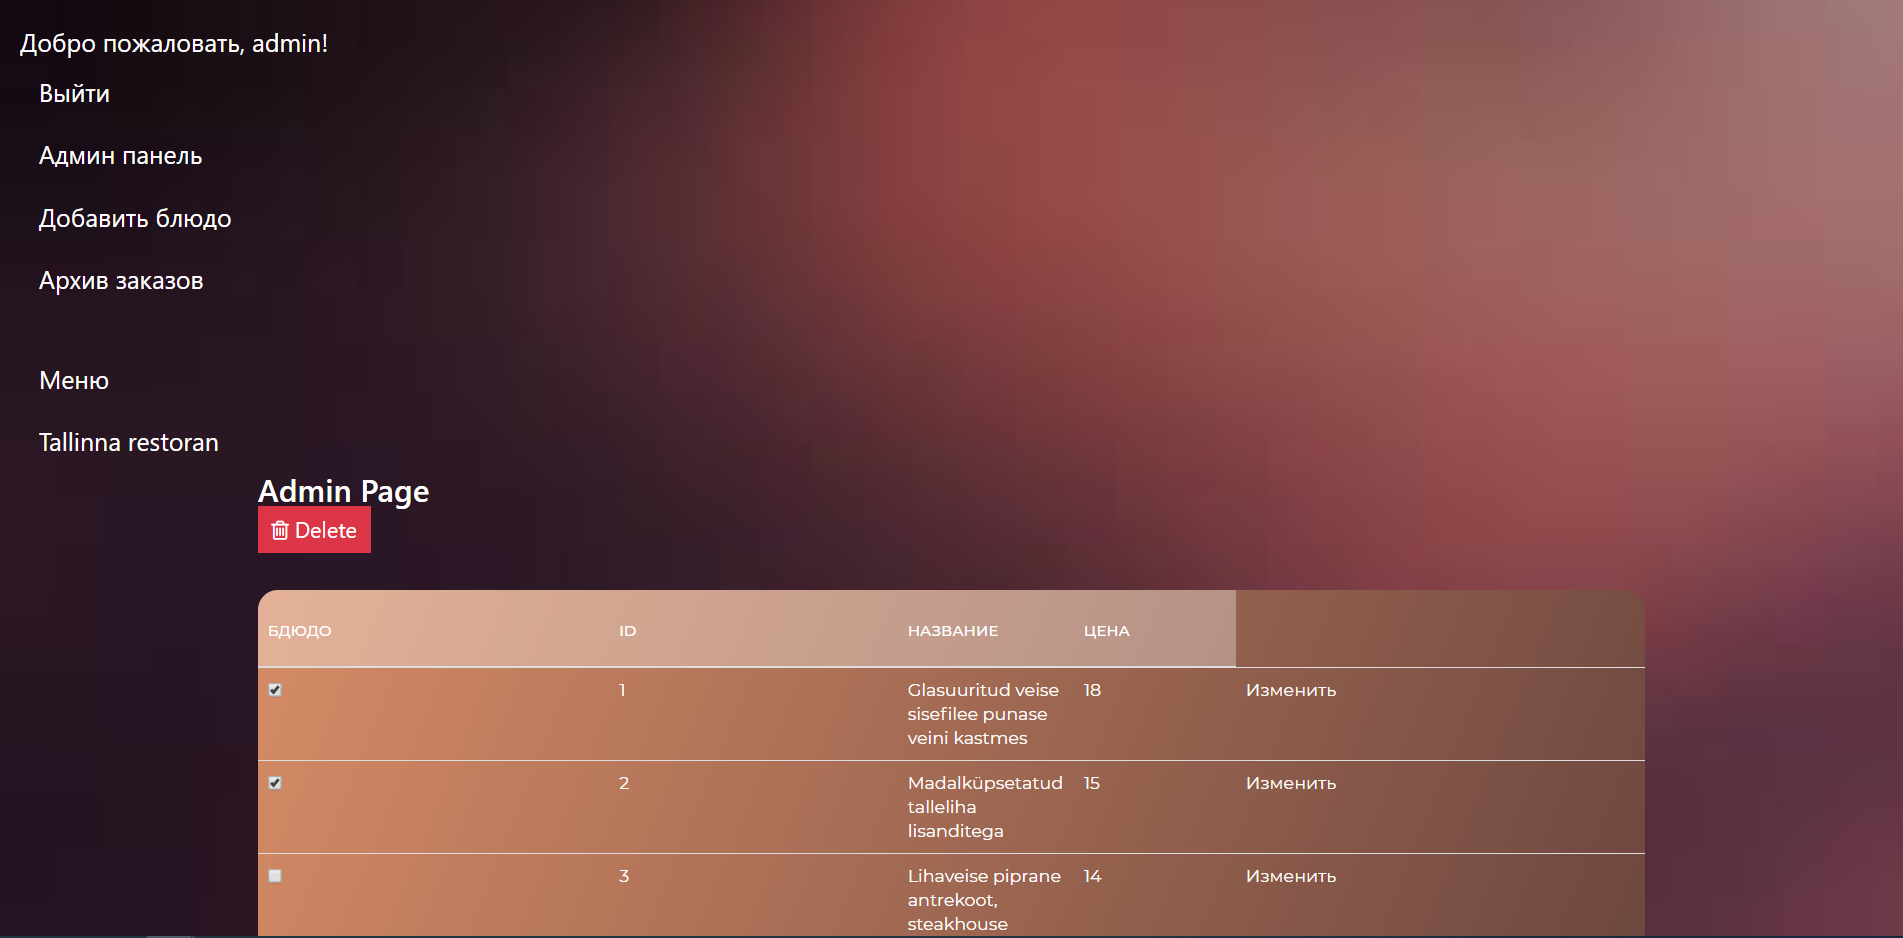 Добро пожаловать, admin!
Выйти
Админ панель
Добавить блюдо
Архив заказов
Меню
Tallinna restoran
Admin Page
Delete
БДЮДО ID НАЗВАНИЕ ЦЕНА
1 Glasuuritud veise 18 Изменить
sisefilee punase
veini kastmes
2 Madalküpsetatud 15 Изменить
talleliha
lisanditega
3 Lihaveise piprane 14 Изменить
antrekoot,
steakhouse